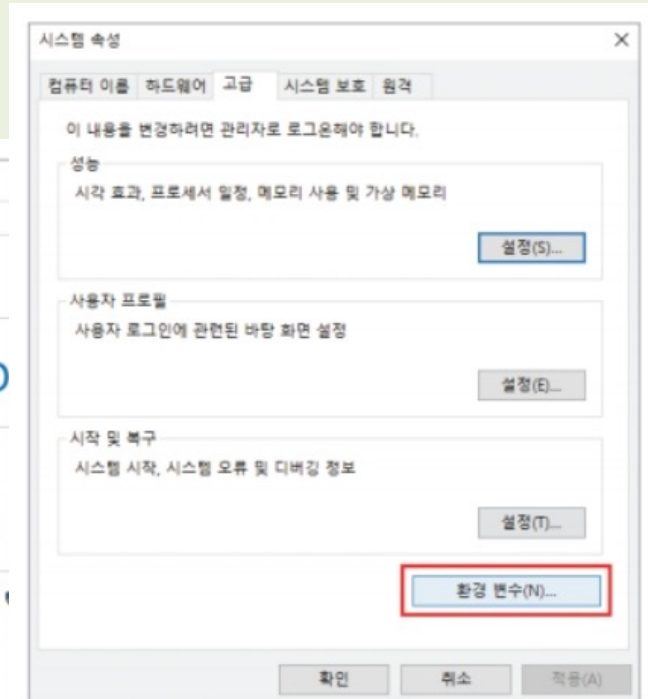 시스템 속성
컴퓨터 이름 하드웨어 고급 시스템 보호 원격
이 내용을 변경하려면 관리자로 로그온해야 합니다.
성능
시각 효과, 프로세서 일정, 메모리 사용 및 가상 메모리
설정(S)...
사용자 프로필
사용자 로그인에 관련된 바탕 화면 설정
설정(E)...
시작 및 복구
시스템 시작, 시스템 오류 및 디버깅 정보
설정(T)...
환경 변수(N)...
확인 취소 적용(A)